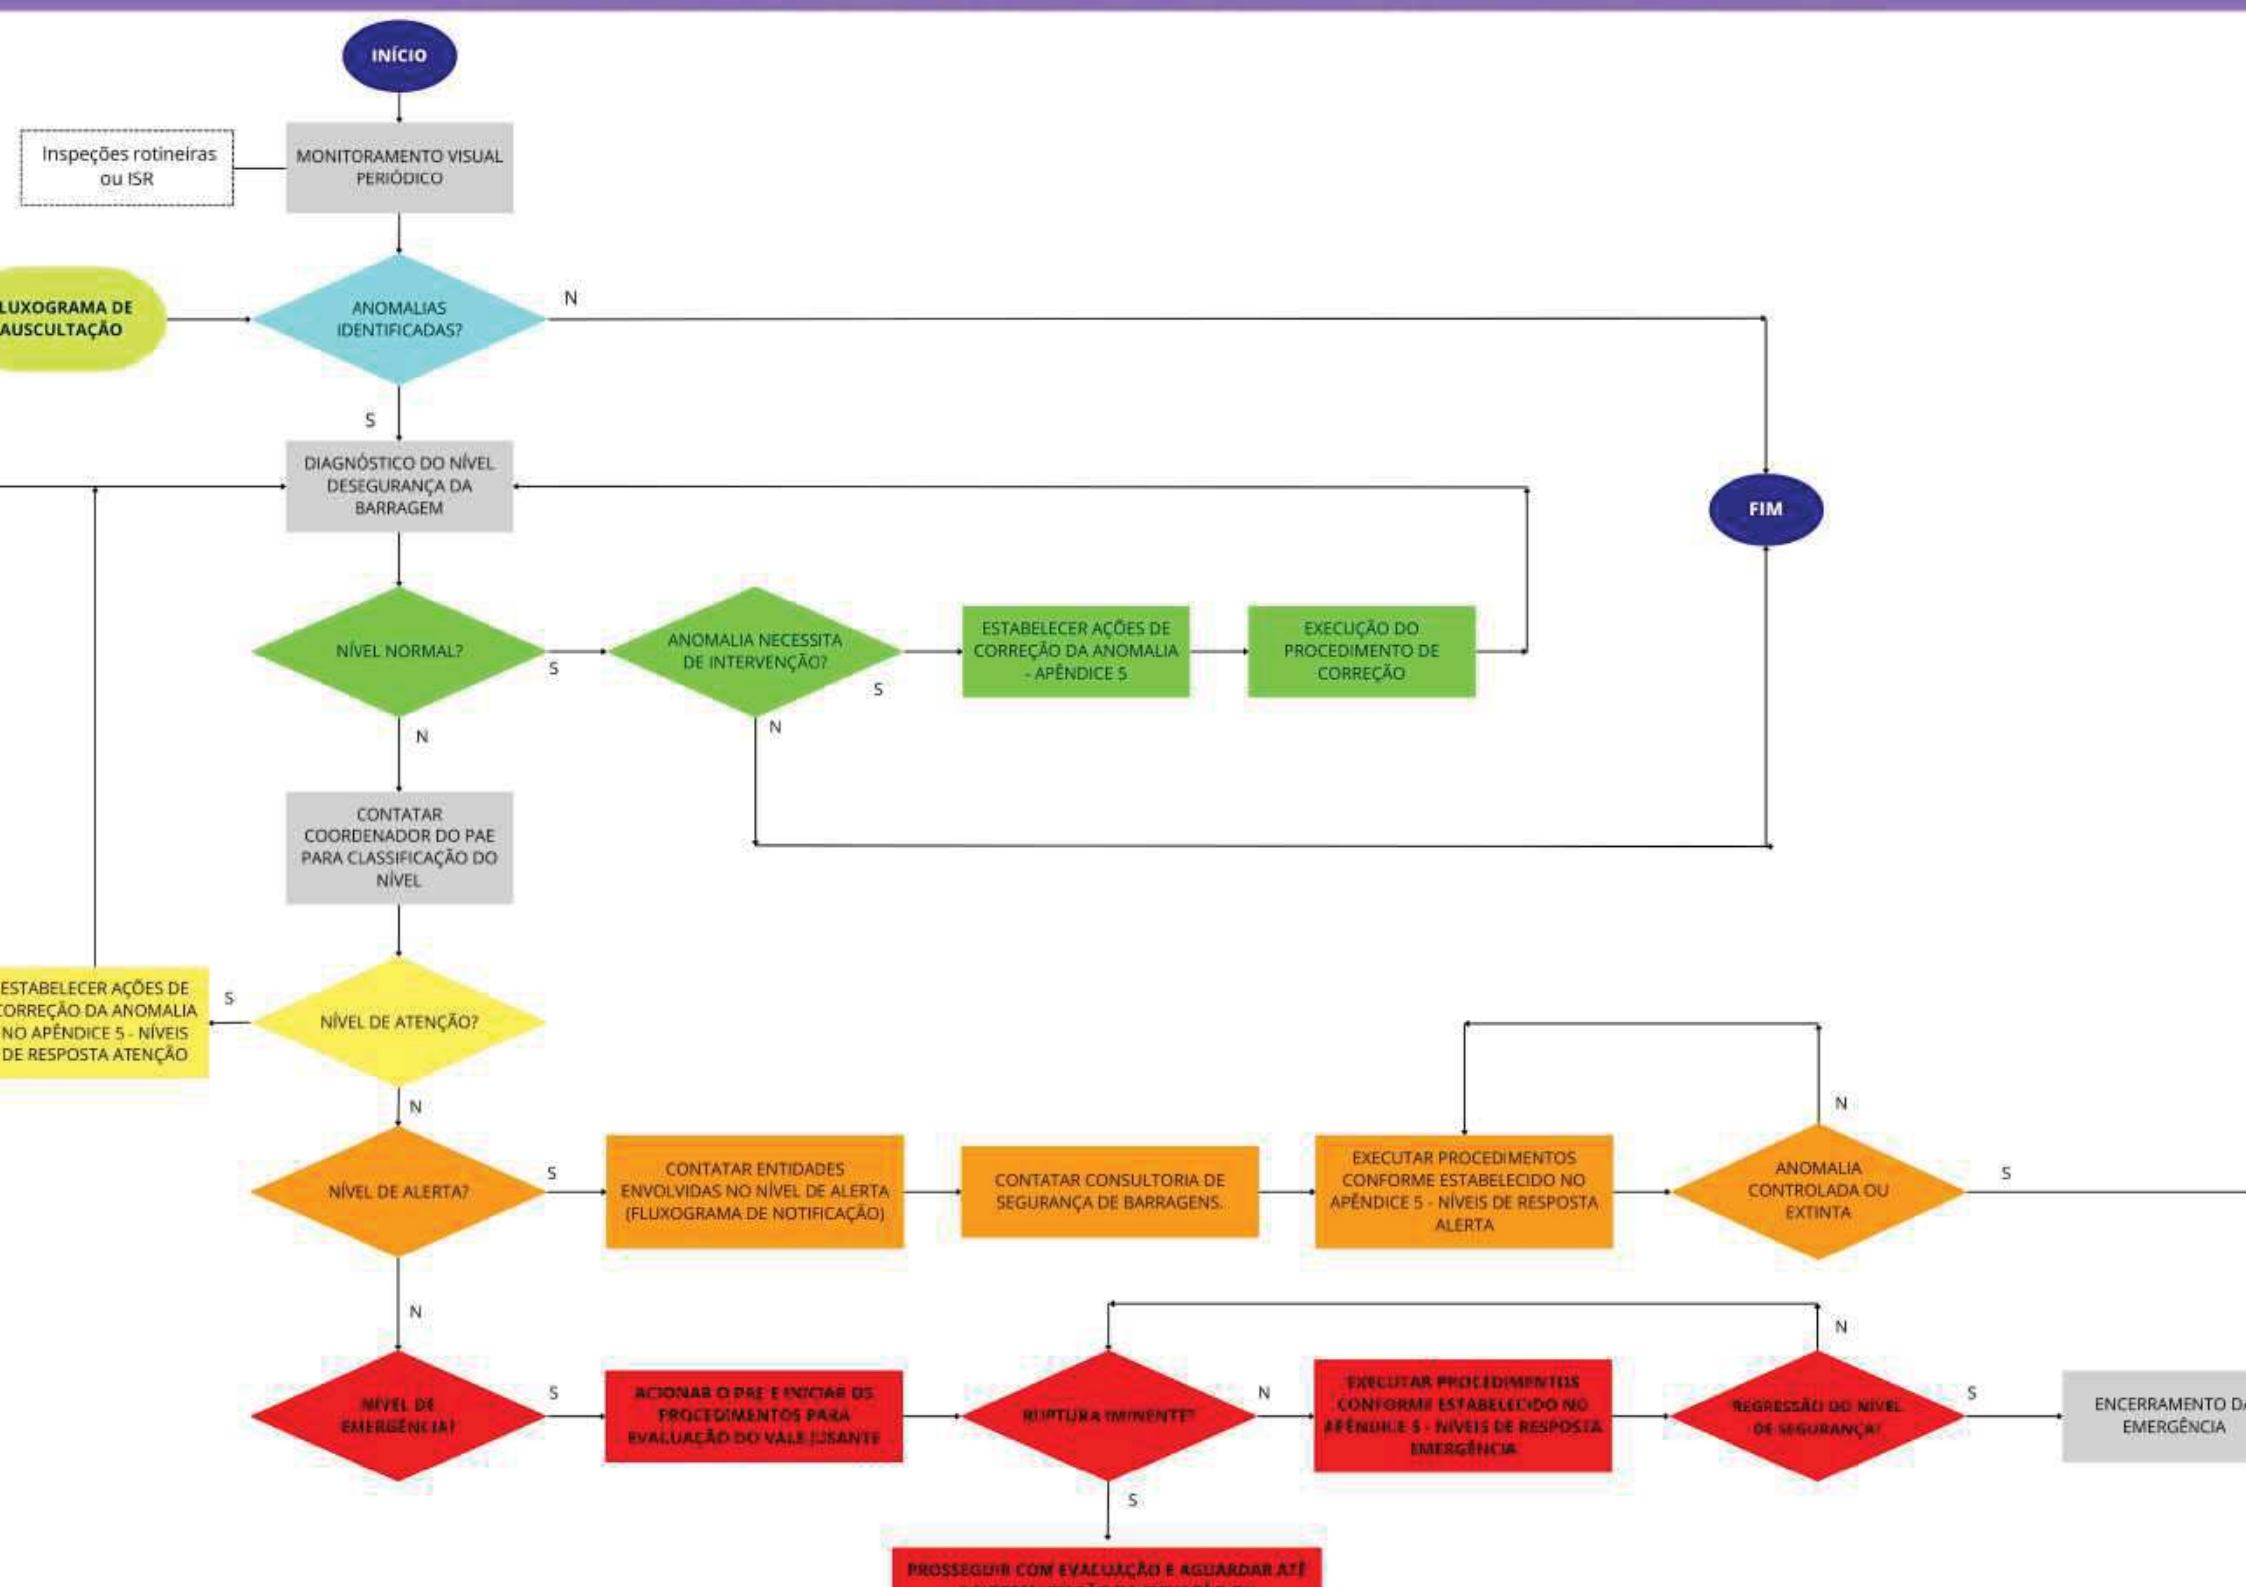 INÍCIO
Inspeções rotineiras
ou ISR
MONITORAMENTO VISUAL
PERIÓDICO
LUXOGRAMA DE
AUSCULTAÇÃO
ANOMALIAS
IDENTIFICADAS?
N
S
DIAGNÓSTICO DO NÍVEL
DESEGURANÇA DA
BARRAGEM
FIM
NÍVEL NORMAL?
S
ANOMALIA NECESSITA
DE INTERVENÇÃO?
S
ESTABELECER AÇÕES DE
CORREÇÃO DA ANOMALIA
- APÊNDICE 5
EXECUÇÃO DO
PROCEDIMENTO DE
CORREÇÃO
N
N
CONTATAR
COORDENADOR DO PAE
PARA CLASSIFICAÇÃO DO
NÍVEL
ESTABELECER AÇÕES DE
CORREÇÃO DA ANOMALIA
NO APÊNDICE 5 - NÍVEIS
DE RESPOSTA ATENÇÃO
S
NÍVEL DE ATENÇÃO?
N
NÍVEL DE ALERTA?
S
CONTATAR ENTIDADES
ENVOLVIDAS NO NÍVEL DE ALERTA
(FLUXOGRAMA DE NOTIFICAÇÃO)
CONTATAR CONSULTORIA DE
SEGURANÇA DE BARRAGENS.
EXECUTAR PROCEDIMENTOS
CONFORME ESTABELECIDO NO
APÊNDICE 5 - NÍVEIS DE RESPOSTA
ALERTA
N
ANOMALIA
CONTROLADA OU
EXTINTA
S
N
NÍVEL DE
EMERGÊNCIA?
S
ACIONAR O PAE E INICIAR OS
PROCEDIMENTOS PARA
EVALUAÇÃO DO VALE JUSANTE
RUPTURA IMINENTE?
N
EXECUTAR PROCEDIMENTOS
CONFORME ESTABELECIDO NO
APÊNDICE 5 - NÍVEIS DE RESPOSTA
EMERGÊNCIA
N
REGRESSÃO DO NÍVEL
DE SEGURANÇA?
S
ENCERRAMENTO DA
EMERGÊNCIA
S
PROSSEGUIR COM EVALUAÇÃO E AGUARDAR ATÉ